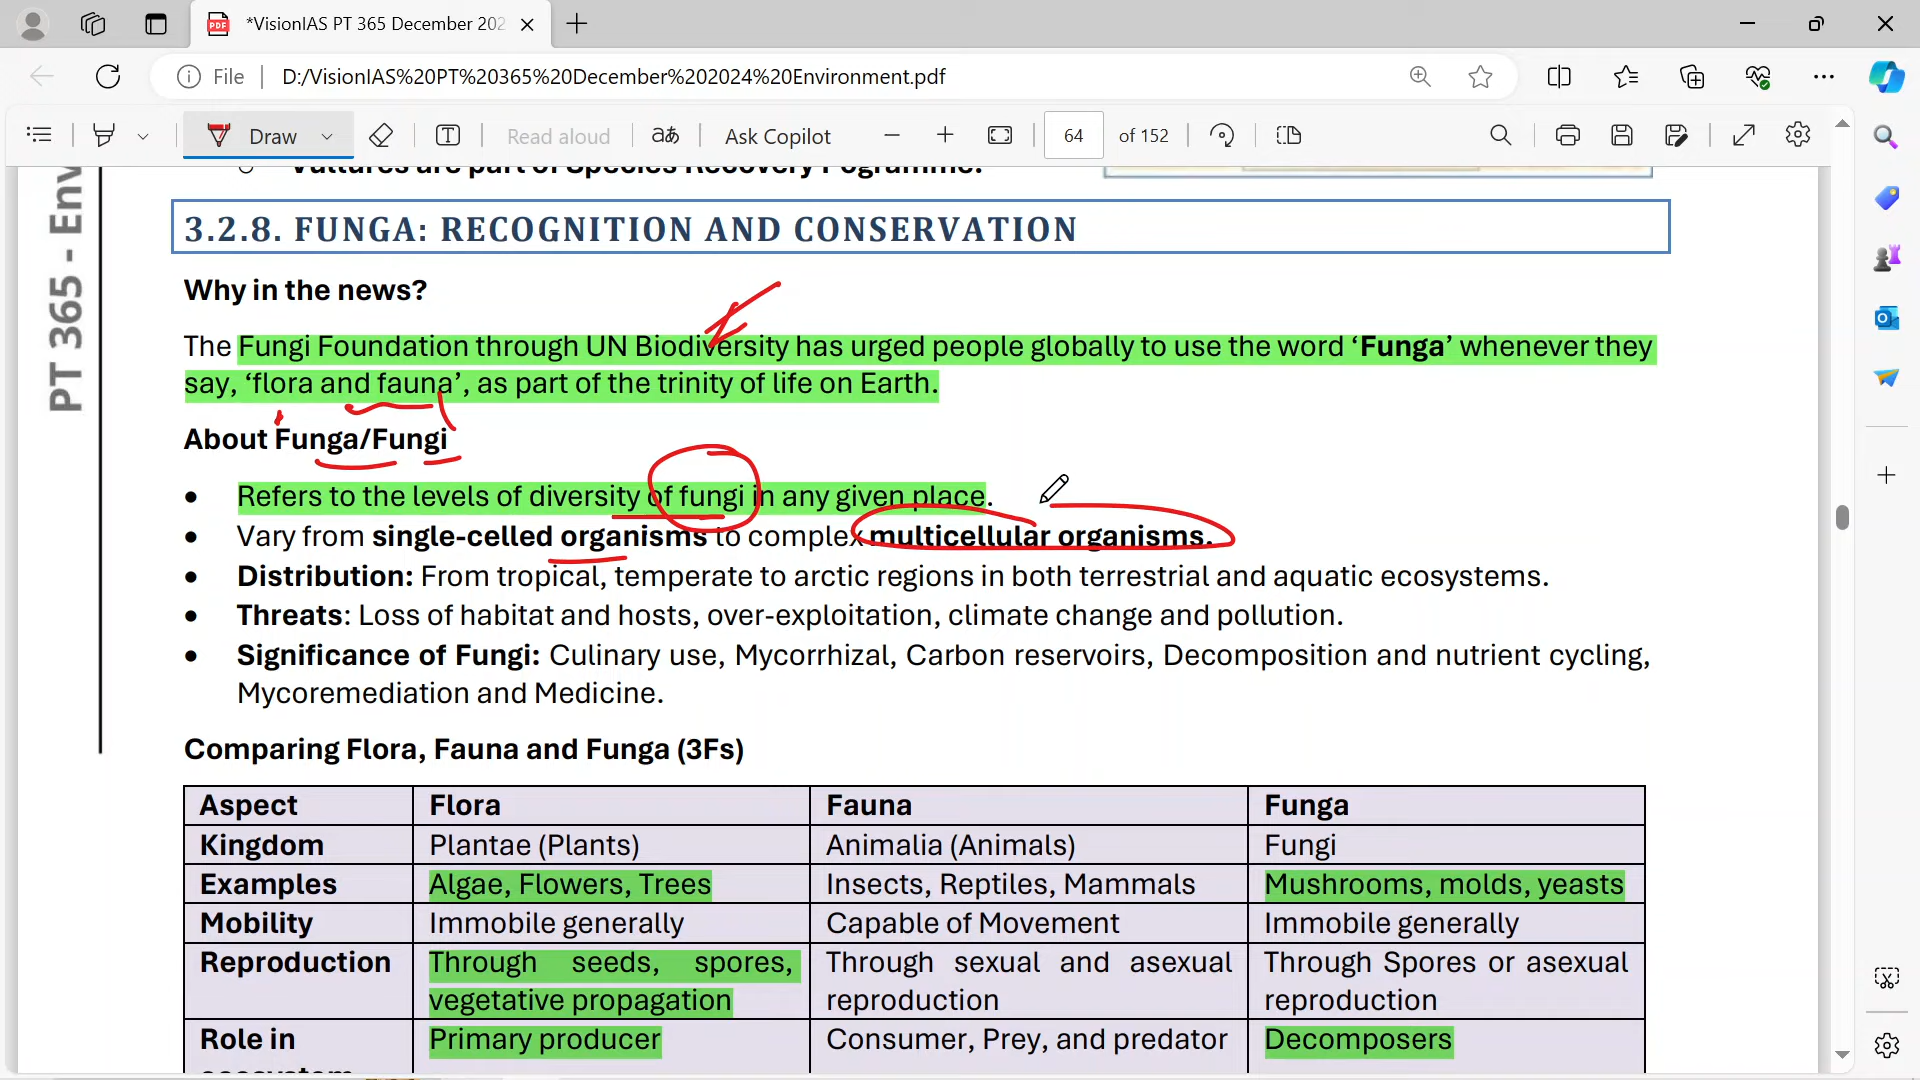 *VisionIAS PT 365 December 202
File
D:/VisionIAS%20PT%20365%20December%202024%20Environment.pdf
Draw
Read aloud
Ask Copilot
64
of 152
PT 365 - Env
Vultures are part of Species Recovery Pogramme.
3.2.8. FUNGA: RECOGNITION AND CONSERVATION
Why in the news?
The Fungi Foundation through UN Biodiversity has urged people globally to use the word ‘Funga’ whenever they
say, ‘flora and fauna’, as part of the trinity of life on Earth.
About Funga/Fungi
• Refers to the levels of diversity of fungi in any given place.
• Vary from single-celled organisms to complex multicellular organisms.
• Distribution: From tropical, temperate to arctic regions in both terrestrial and aquatic ecosystems.
• Threats: Loss of habitat and hosts, over-exploitation, climate change and pollution.
• Significance of Fungi: Culinary use, Mycorrhizal, Carbon reservoirs, Decomposition and nutrient cycling,
Mycoremediation and Medicine.
Comparing Flora, Fauna and Funga (3Fs)
Aspect Flora Fauna Funga
Kingdom Plantae (Plants) Animalia (Animals) Fungi
Examples Algae, Flowers, Trees Insects, Reptiles, Mammals Mushrooms, molds, yeasts
Mobility Immobile generally Capable of Movement Immobile generally
Reproduction Through seeds, spores, Through sexual and asexual Through Spores or asexual
vegetative propagation reproduction reproduction
Role in Primary producer Consumer, Prey, and predator Decomposers
ecosystem